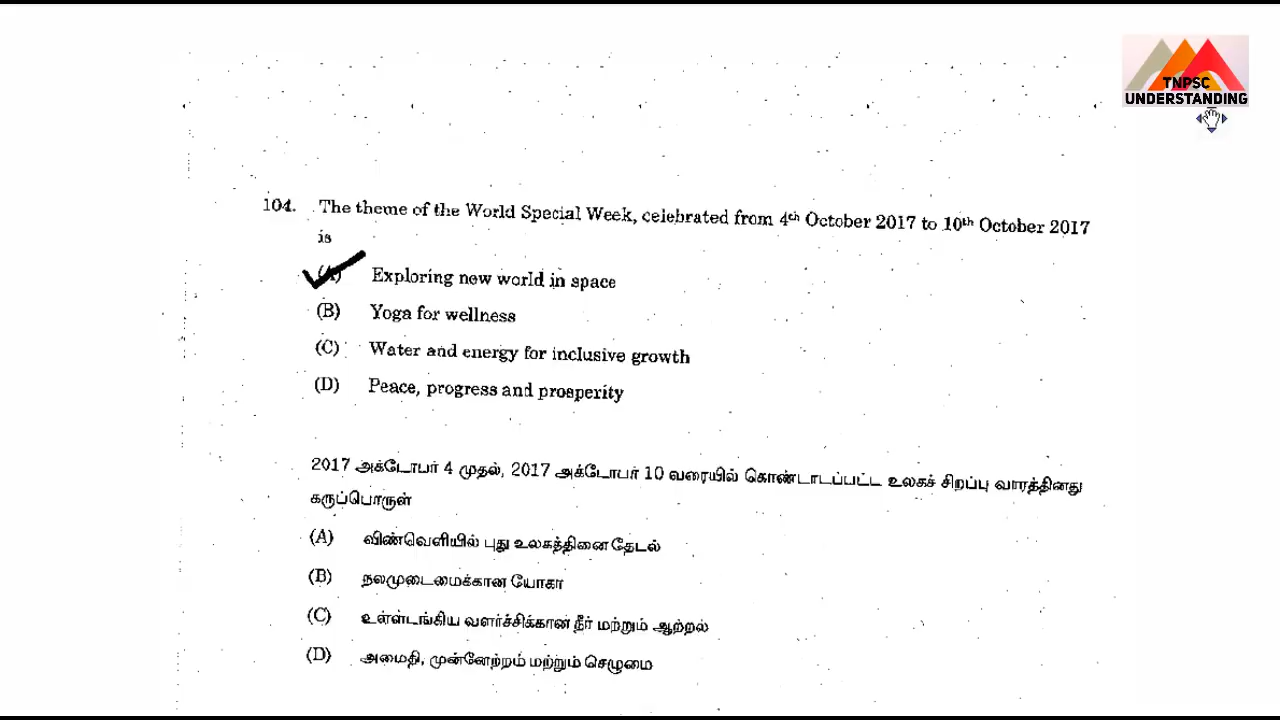 TNPSC
UNDERSTANDING
104. The theme of the World Special Week, celebrated from 4th October 2017 to 10th October 2017
is
(A) Exploring new world in space
(B) Yoga for wellness
(C) Water and energy for inclusive growth
(D) Peace, progress and prosperity
2017 அக்டோபர் 4 முதல், 2017 அக்டோபர் 10 வரையில் கொண்டாடப்பட்ட உலகச் சிறப்பு வாரத்தினது
கருப்பொருள்
(A) விண்வெளியில் புது உலகத்தினை தேடல்
(B) நலமுடைமைக்கான யோகா
(C) உள்ளடங்கிய வளர்ச்சிக்கான நீர் மற்றும் ஆற்றல்
(D) அமைதி, முன்னேற்றம் மற்றும் செழுமை